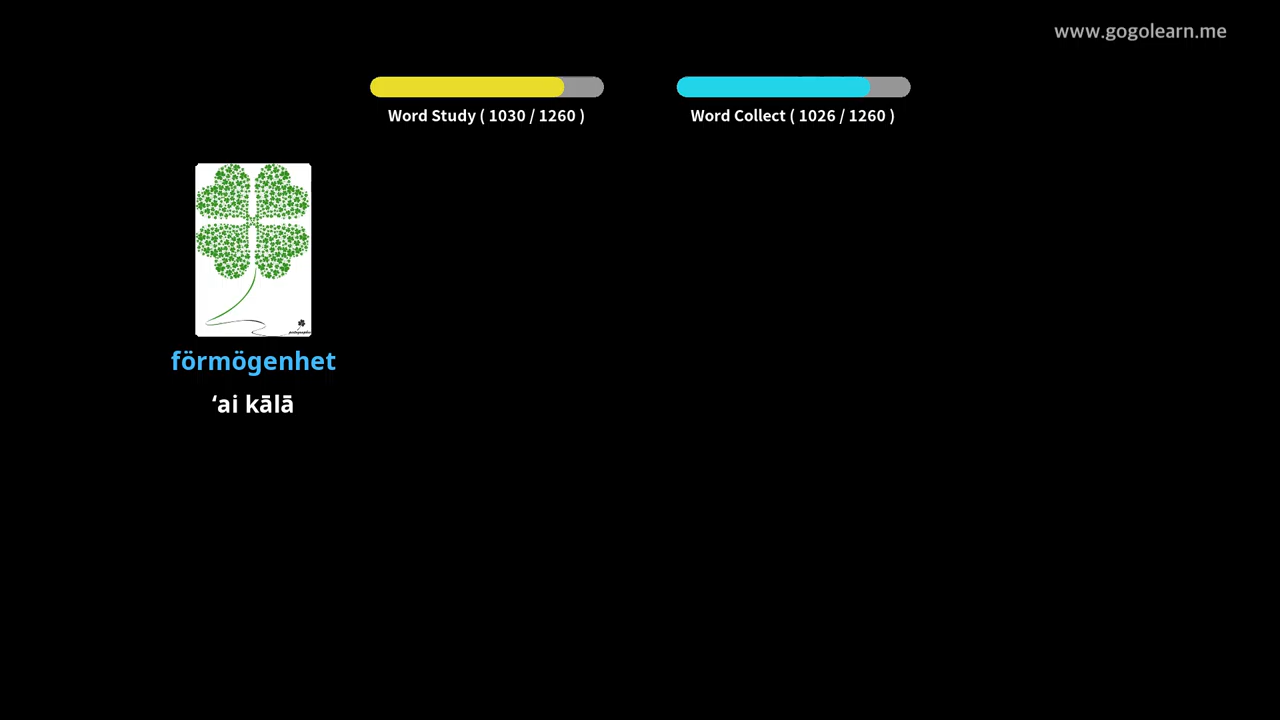 www.gogolearn.me
Word Study ( 1030 / 1260 )
Word Collect ( 1026 / 1260 )
förmögenhet
ʻai kālā